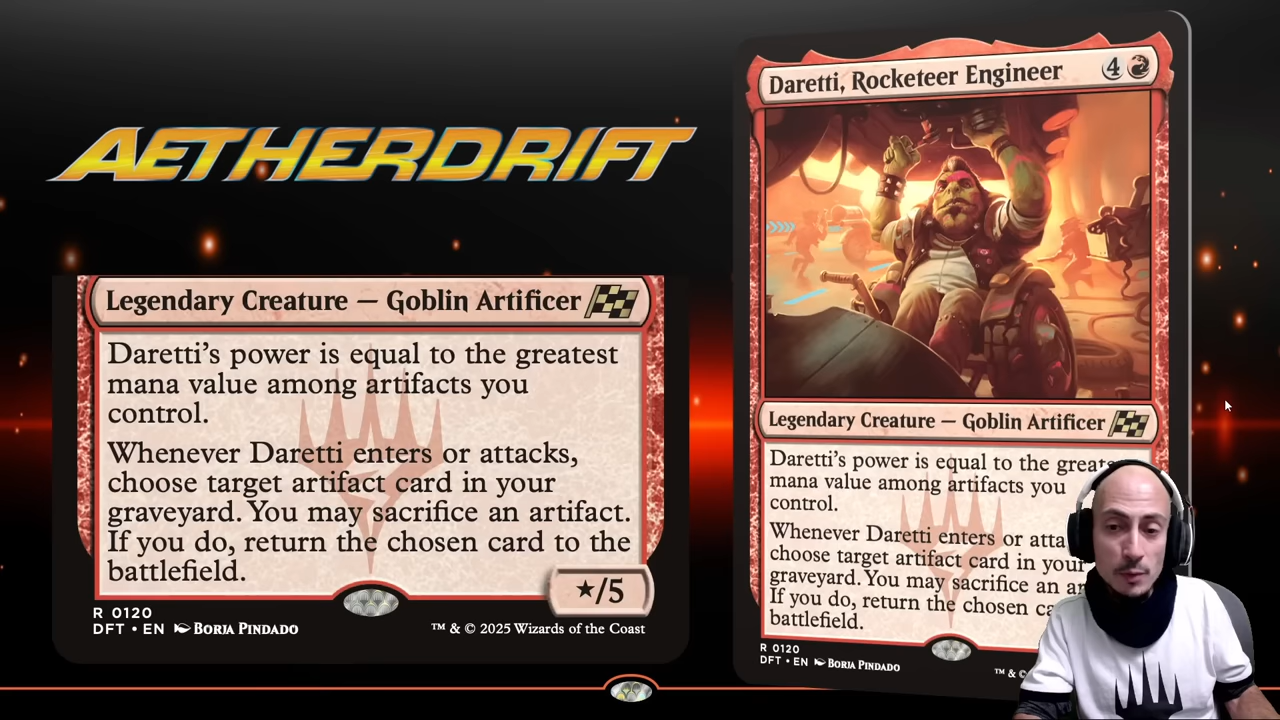 AETHERDRIFT
Legendary Creature — Goblin Artificer
Daretti's power is equal to the greatest
mana value among artifacts you
control.
Whenever Daretti enters or attacks,
choose target artifact card in your
graveyard. You may sacrifice an artifact.
If you do, return the chosen card to the
battlefield.
★/5
R 0120
DFT • EN Borja Pindado
™ & © 2025 Wizards of the Coast
Daretti, Rocketeer Engineer 4
Legendary Creature — Goblin Artificer
Daretti's power is equal to the
mana value among artifacts you
control.
Whenever Daretti enters or
choose target artifact card in your
graveyard. You may sacrifice an
If you do, return the chosen
battlefield.
R 0120
DFT • EN Borja Pindado
™ & ©